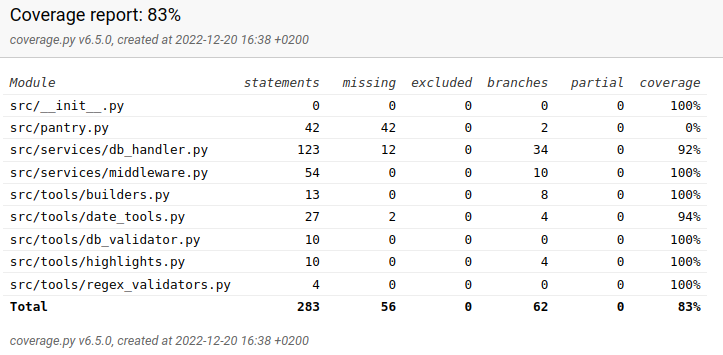 Coverage report: 83%
coverage.py v6.5.0, created at 2022-12-20 16:38 +0200
Module statements missing excluded branches partial coverage
src/__init__.py 0 0 0 0 0 100%
src/pantry.py 42 42 0 2 0 0%
src/services/db_handler.py 123 12 0 34 0 92%
src/services/middleware.py 54 0 0 10 0 100%
src/tools/builders.py 13 0 0 8 0 100%
src/tools/date_tools.py 27 2 0 4 0 94%
src/tools/db_validator.py 10 0 0 0 0 100%
src/tools/highlights.py 10 0 0 4 0 100%
src/tools/regex_validators.py 4 0 0 0 0 100%
Total 283 56 0 62 0 83%
coverage.py v6.5.0, created at 2022-12-20 16:38 +0200